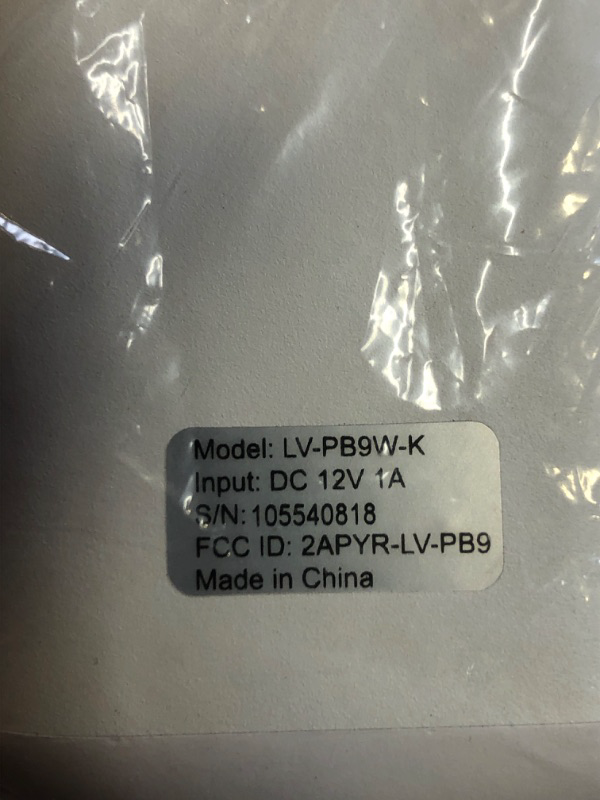 Model: LV-PB9W-K
Input: DC 12V 1A
S/N: 105540818
FCC ID: 2APYR-LV-PB9
Made in China